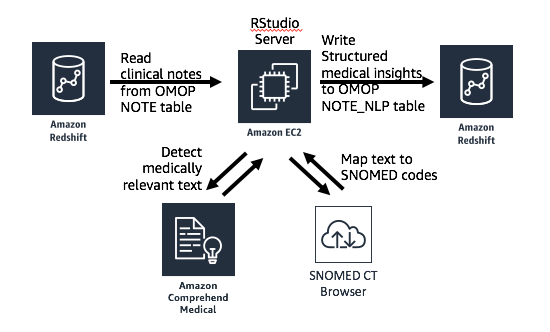 RStudio
Server
Read
clinical notes
from OMOP
NOTE table
Write
Structured
medical insights
to OMOP
NOTE_NLP table
Amazon
Redshift
Amazon EC2
Amazon
Redshift
Detect
medically
relevant text
Map text to
SNOMED codes
Amazon
Comprehend
Medical
SNOMED CT
Browser